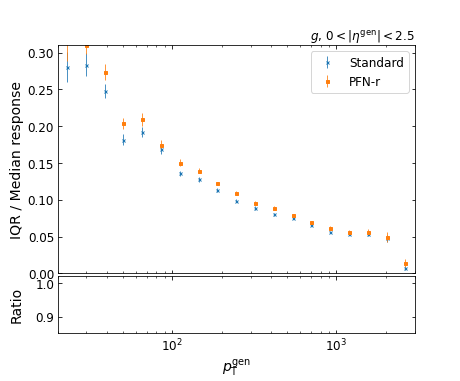 g, 0 < |η^gen| < 2.5
Standard
PFN-r
IQR / Median response
0.30
0.25
0.20
0.15
0.10
0.05
0.00
Ratio
1.0
0.9
10^2
10^3
p_T^gen